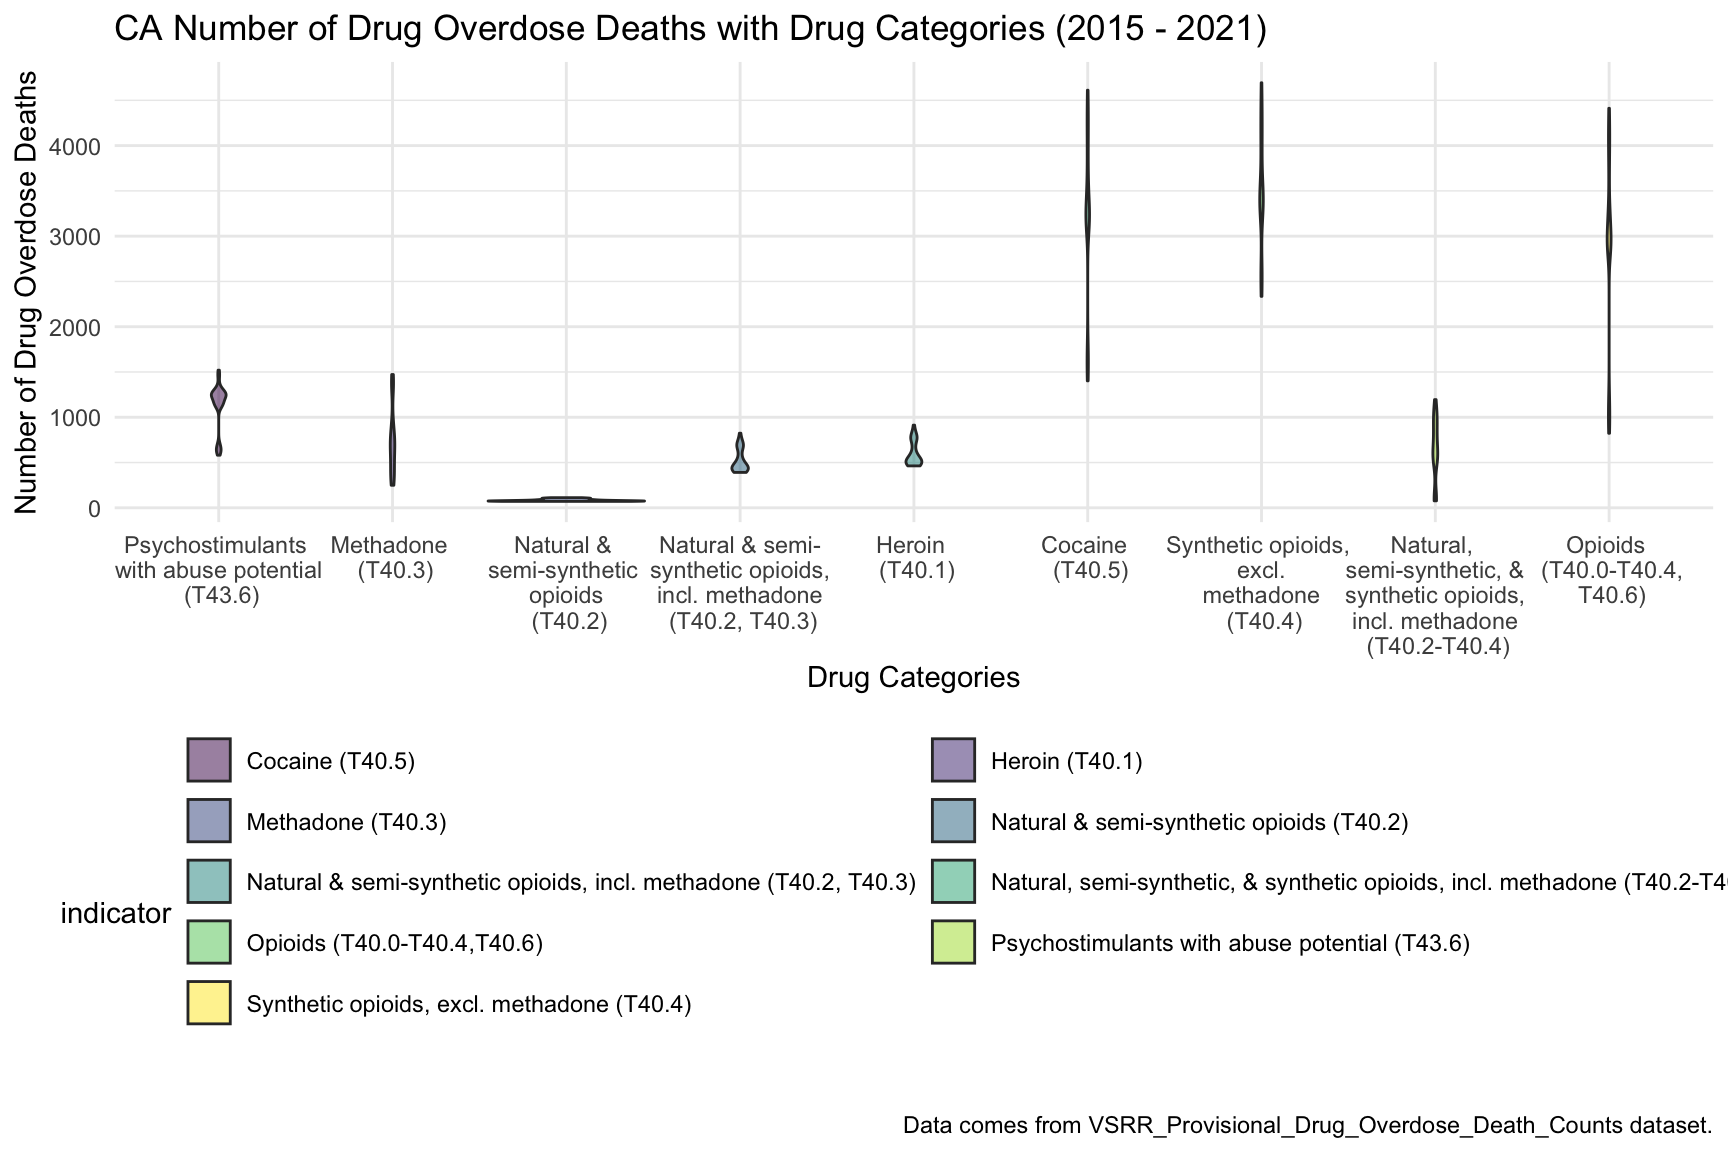 CA Number of Drug Overdose Deaths with Drug Categories (2015 - 2021)
Number of Drug Overdose Deaths
4000
3000
2000
1000
0
Psychostimulants
with abuse potential
(T43.6)
Methadone
(T40.3)
Natural &
semi-synthetic
opioids
(T40.2)
Natural & semi-
synthetic opioids,
incl. methadone
(T40.2, T40.3)
Heroin
(T40.1)
Cocaine
(T40.5)
Synthetic opioids,
excl.
methadone
(T40.4)
Natural,
semi-synthetic, &
synthetic opioids,
incl. methadone
(T40.2-T40.4)
Opioids
(T40.0-T40.4,
T40.6)
Drug Categories
indicator
Cocaine (T40.5)
Heroin (T40.1)
Methadone (T40.3)
Natural & semi-synthetic opioids (T40.2)
Natural & semi-synthetic opioids, incl. methadone (T40.2, T40.3)
Natural, semi-synthetic, & synthetic opioids, incl. methadone (T40.2-T4
Opioids (T40.0-T40.4,T40.6)
Psychostimulants with abuse potential (T43.6)
Synthetic opioids, excl. methadone (T40.4)
Data comes from VSRR_Provisional_Drug_Overdose_Death_Counts dataset.